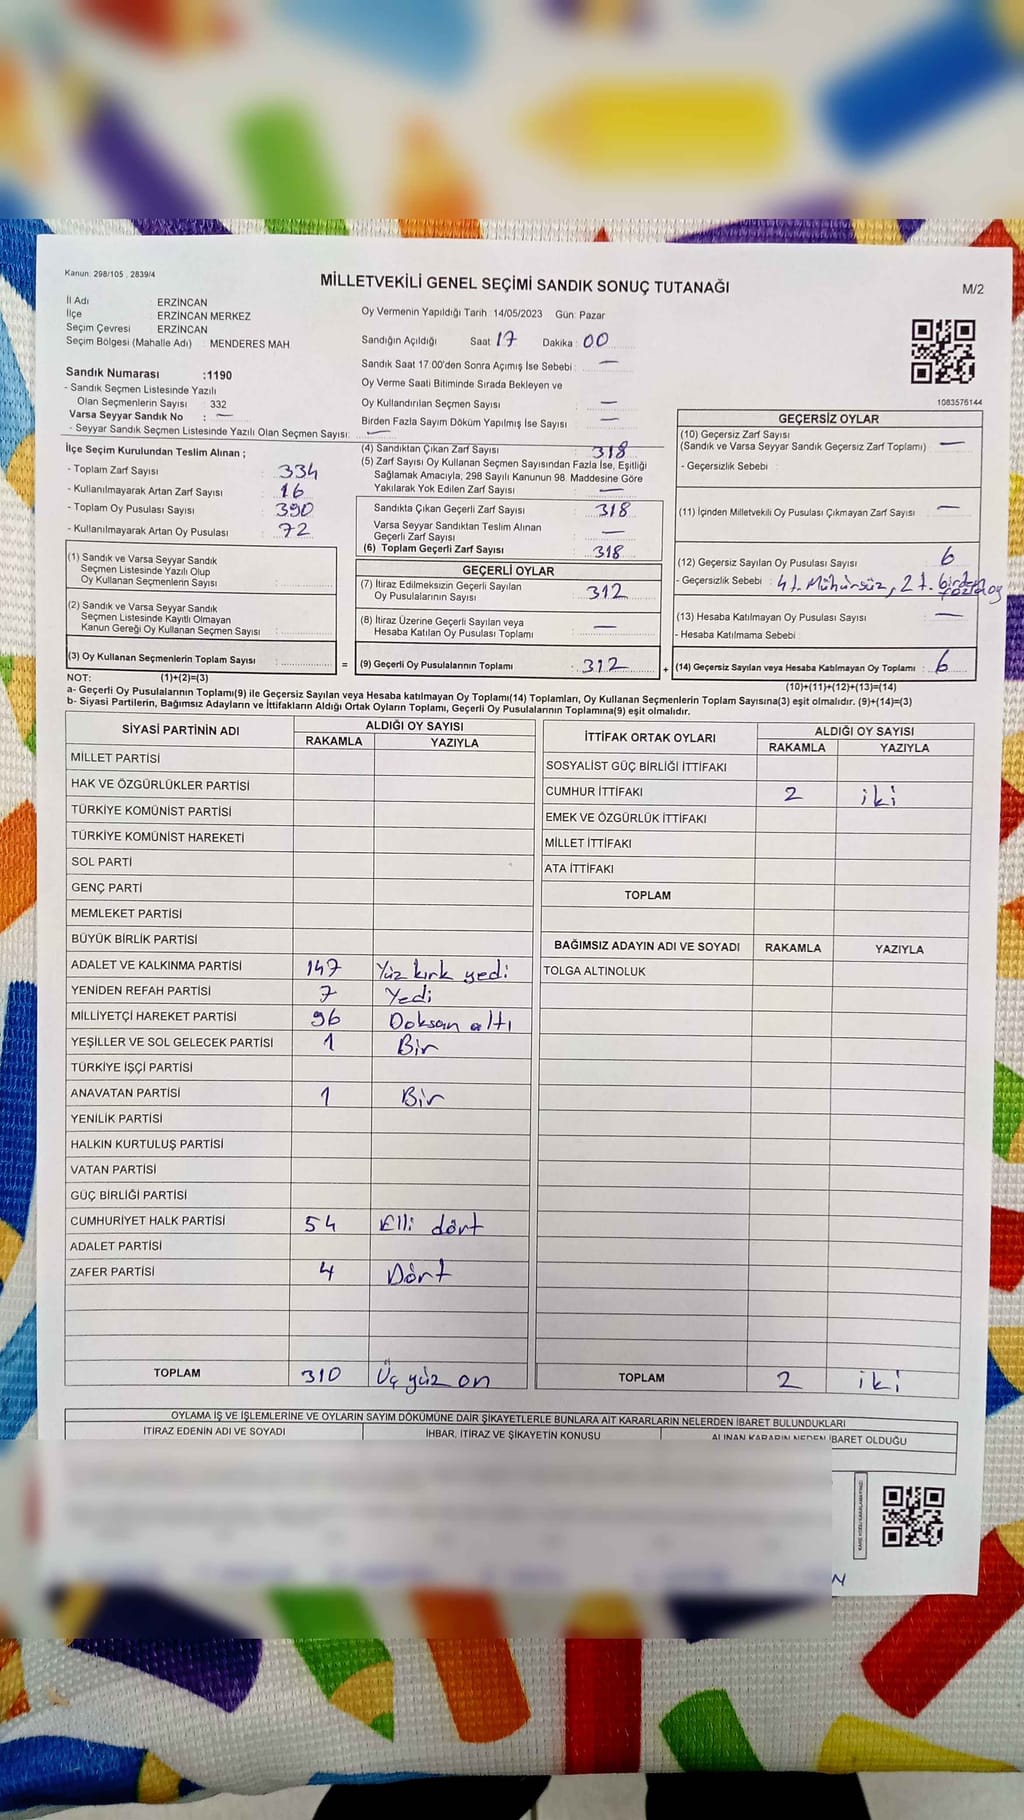 Kanun: 298/105 , 2839/4
MİLLETVEKİLİ GENEL SEÇİMİ SANDIK SONUÇ TUTANAĞI
M/2
İl Adı ERZİNCAN
İlçe ERZİNCAN MERKEZ
Seçim Çevresi ERZİNCAN
Seçim Bölgesi (Mahalle Adı) : MENDERES MAH
Sandık Numarası :1190
- Sandık Seçmen Listesinde Yazılı
Olan Seçmenlerin Sayısı : 332
Varsa Seyyar Sandık No : —
- Seyyar Sandık Seçmen Listesinde Yazılı Olan Seçmen Sayısı: —
Oy Vermenin Yapıldığı Tarih 14/05/2023 Gün: Pazar
Sandığın Açıldığı Saat 17 Dakika : 00
Sandık Saat 17:00'den Sonra Açımış İse Sebebi : —
Oy Verme Saati Bitiminde Sırada Bekleyen ve
Oy Kullandırılan Seçmen Sayısı : —
Birden Fazla Sayım Döküm Yapılmış İse Sayısı : —
1083576144
İlçe Seçim Kurulundan Teslim Alınan ;
- Toplam Zarf Sayısı : 334
- Kullanılmayarak Artan Zarf Sayısı : 16
- Toplam Oy Pusulası Sayısı : 390
- Kullanılmayarak Artan Oy Pusulası : 72
(1) Sandık ve Varsa Seyyar Sandık
Seçmen Listesinde Yazılı Olup
Oy Kullanan Seçmenlerin Sayısı :
(2) Sandık ve Varsa Seyyar Sandık
Seçmen Listesinde Kayıtlı Olmayan
Kanun Gereği Oy Kullanan Seçmen Sayısı :
(3) Oy Kullanan Seçmenlerin Toplam Sayısı :
(4) Sandıktan Çıkan Zarf Sayısı : 318
(5) Zarf Sayısı Oy Kullanan Seçmen Sayısından Fazla İse, Eşitliği
Sağlamak Amacıyla, 298 Sayılı Kanunun 98. Maddesine Göre
Yakılarak Yok Edilen Zarf Sayısı : —
Sandıkta Çıkan Geçerli Zarf Sayısı : 318
Varsa Seyyar Sandıktan Teslim Alınan
Geçerli Zarf Sayısı : —
(6) Toplam Geçerli Zarf Sayısı : 318
GEÇERLİ OYLAR
(7) İtiraz Edilmeksizin Geçerli Sayılan
Oy Pusulalarının Sayısı : 312
(8) İtiraz Üzerine Geçerli Sayılan veya
Hesaba Katılan Oy Pusulası Toplamı : —
= (9) Geçerli Oy Pusulalarının Toplamı : 312
GEÇERSİZ OYLAR
(10) Geçersiz Zarf Sayısı
(Sandık ve Varsa Seyyar Sandık Geçersiz Zarf Toplamı) : —
- Geçersizlik Sebebi :
(11) İçinden Milletvekili Oy Pusulası Çıkmayan Zarf Sayısı : —
(12) Geçersiz Sayılan Oy Pusulası Sayısı : 6
- Geçersizlik Sebebi : 4 t. Mühürsüz, 2 t. birden fazla oy
(13) Hesaba Katılmayan Oy Pusulası Sayısı : —
- Hesaba Katılmama Sebebi :
+ (14) Geçersiz Sayılan veya Hesaba Katılmayan Oy Toplamı : 6
NOT: (1)+(2)=(3)
(10)+(11)+(12)+(13)=(14)
a- Geçerli Oy Pusulalarının Toplamı(9) ile Geçersiz Sayılan veya Hesaba katılmayan Oy Toplamı(14) Toplamları, Oy Kullanan Seçmenlerin Toplam Sayısına(3) eşit olmalıdır. (9)+(14)=(3)
b- Siyasi Partilerin, Bağımsız Adayların ve İttifakların Aldığı Ortak Oyların Toplamı, Geçerli Oy Pusulalarının Toplamına(9) eşit olmalıdır.
SİYASİ PARTİNİN ADI ALDIĞI OY SAYISI
RAKAMLA YAZIYLA
MİLLET PARTİSİ
HAK VE ÖZGÜRLÜKLER PARTİSİ
TÜRKİYE KOMÜNİST PARTİSİ
TÜRKİYE KOMÜNİST HAREKETİ
SOL PARTİ
GENÇ PARTİ
MEMLEKET PARTİSİ
BÜYÜK BİRLİK PARTİSİ
ADALET VE KALKINMA PARTİSİ 147 Yüz kırk yedi
YENİDEN REFAH PARTİSİ 7 Yedi
MİLLİYETÇİ HAREKET PARTİSİ 96 Doksan altı
YEŞİLLER VE SOL GELECEK PARTİSİ 1 Bir
TÜRKİYE İŞÇİ PARTİSİ
ANAVATAN PARTİSİ 1 Bir
YENİLİK PARTİSİ
HALKIN KURTULUŞ PARTİSİ
VATAN PARTİSİ
GÜÇ BİRLİĞİ PARTİSİ
CUMHURİYET HALK PARTİSİ 54 Elli dört
ADALET PARTİSİ
ZAFER PARTİSİ 4 Dört
TOPLAM 310 Üç yüz on
İTTİFAK ORTAK OYLARI ALDIĞI OY SAYISI
RAKAMLA YAZIYLA
SOSYALİST GÜÇ BİRLİĞİ İTTİFAKI
CUMHUR İTTİFAKI 2 iki
EMEK VE ÖZGÜRLÜK İTTİFAKI
MİLLET İTTİFAKI
ATA İTTİFAKI
TOPLAM
BAĞIMSIZ ADAYIN ADI VE SOYADI RAKAMLA YAZIYLA
TOLGA ALTINOLUK
TOPLAM 2 iki
OYLAMA İŞ VE İŞLEMLERİNE VE OYLARIN SAYIM DÖKÜMÜNE DAİR ŞİKAYETLERLE BUNLARA AİT KARARLARIN NELERDEN İBARET BULUNDUKLARI
İTİRAZ EDENİN ADI VE SOYADI İHBAR, İTİRAZ VE ŞİKAYETİN KONUSU ALINAN KARARIN NEDEN İBARET OLDUĞU